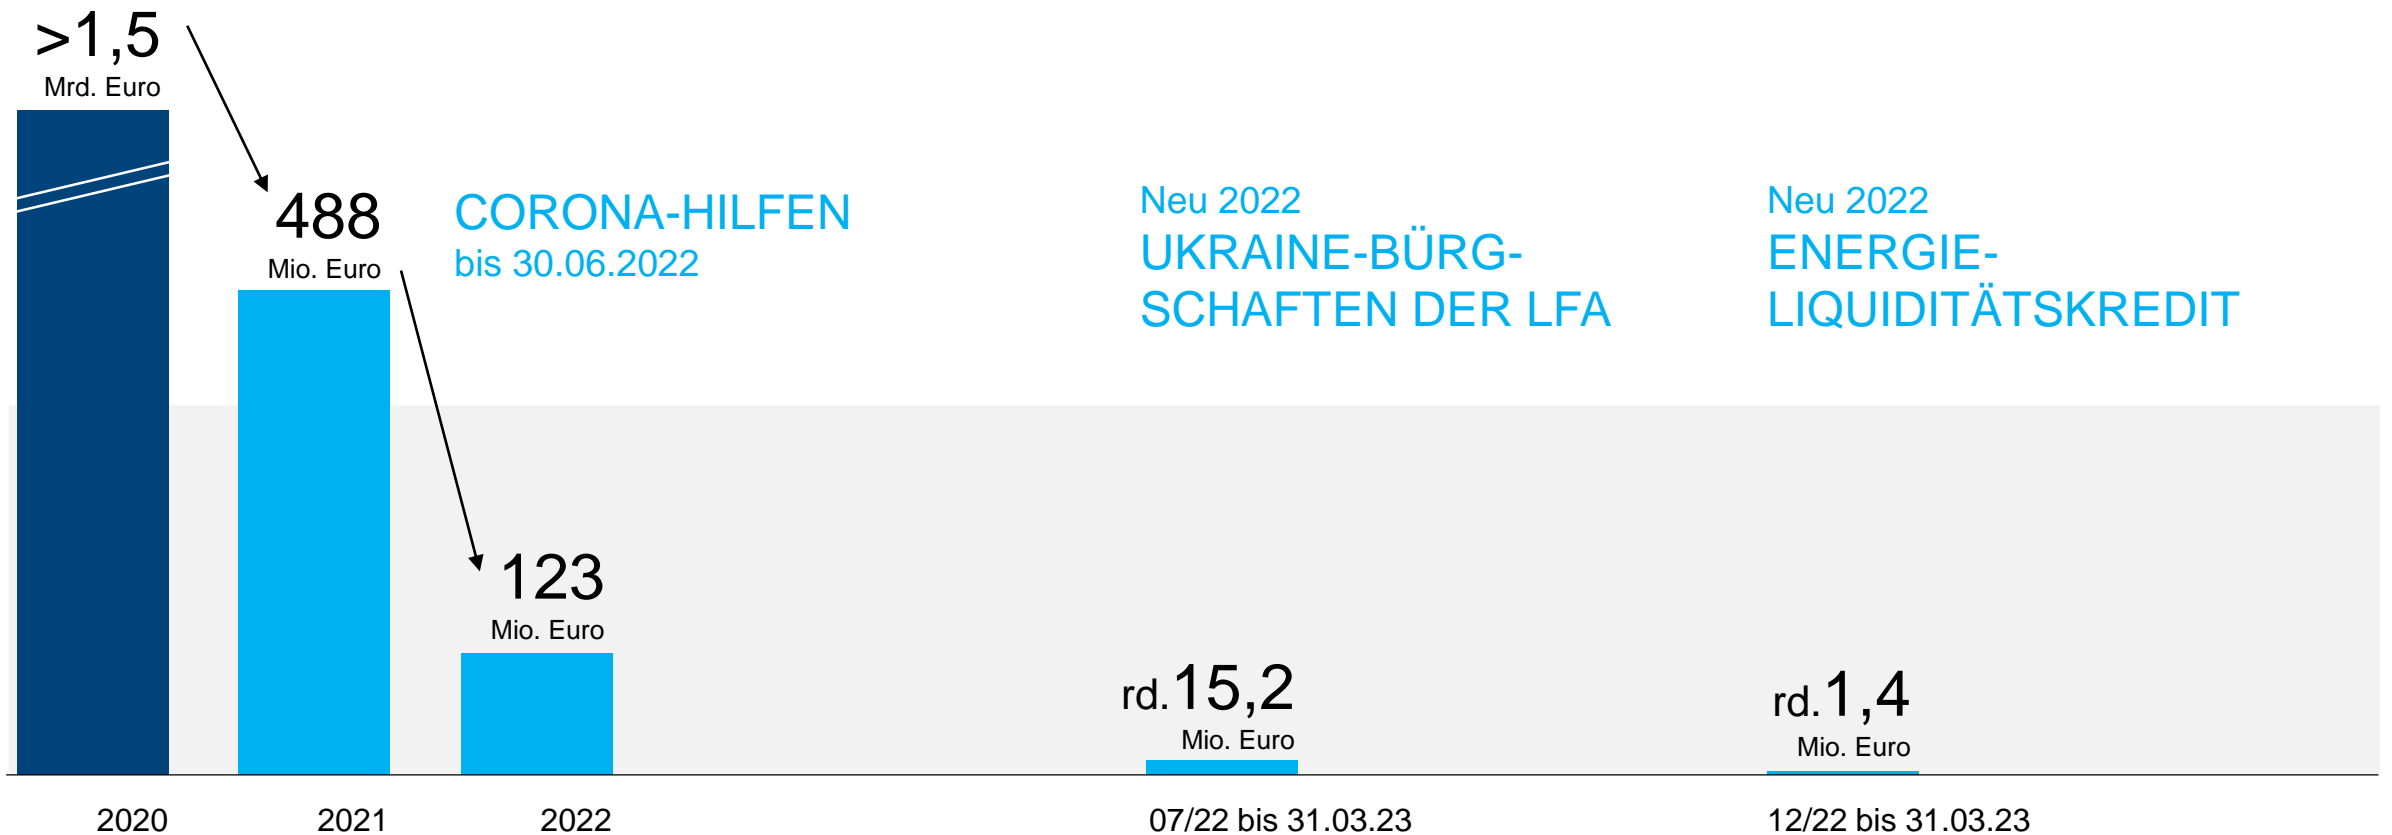 >1,5
Mrd. Euro
488
Mio. Euro
CORONA-HILFEN
bis 30.06.2022
123
Mio. Euro
Neu 2022
UKRAINE-BÜRG-
SCHAFTEN DER LFA
rd.15,2
Mio. Euro
Neu 2022
ENERGIE-
LIQUIDITÄTSKREDIT
rd.1,4
Mio. Euro
2020
2021
2022
07/22 bis 31.03.23
12/22 bis 31.03.23